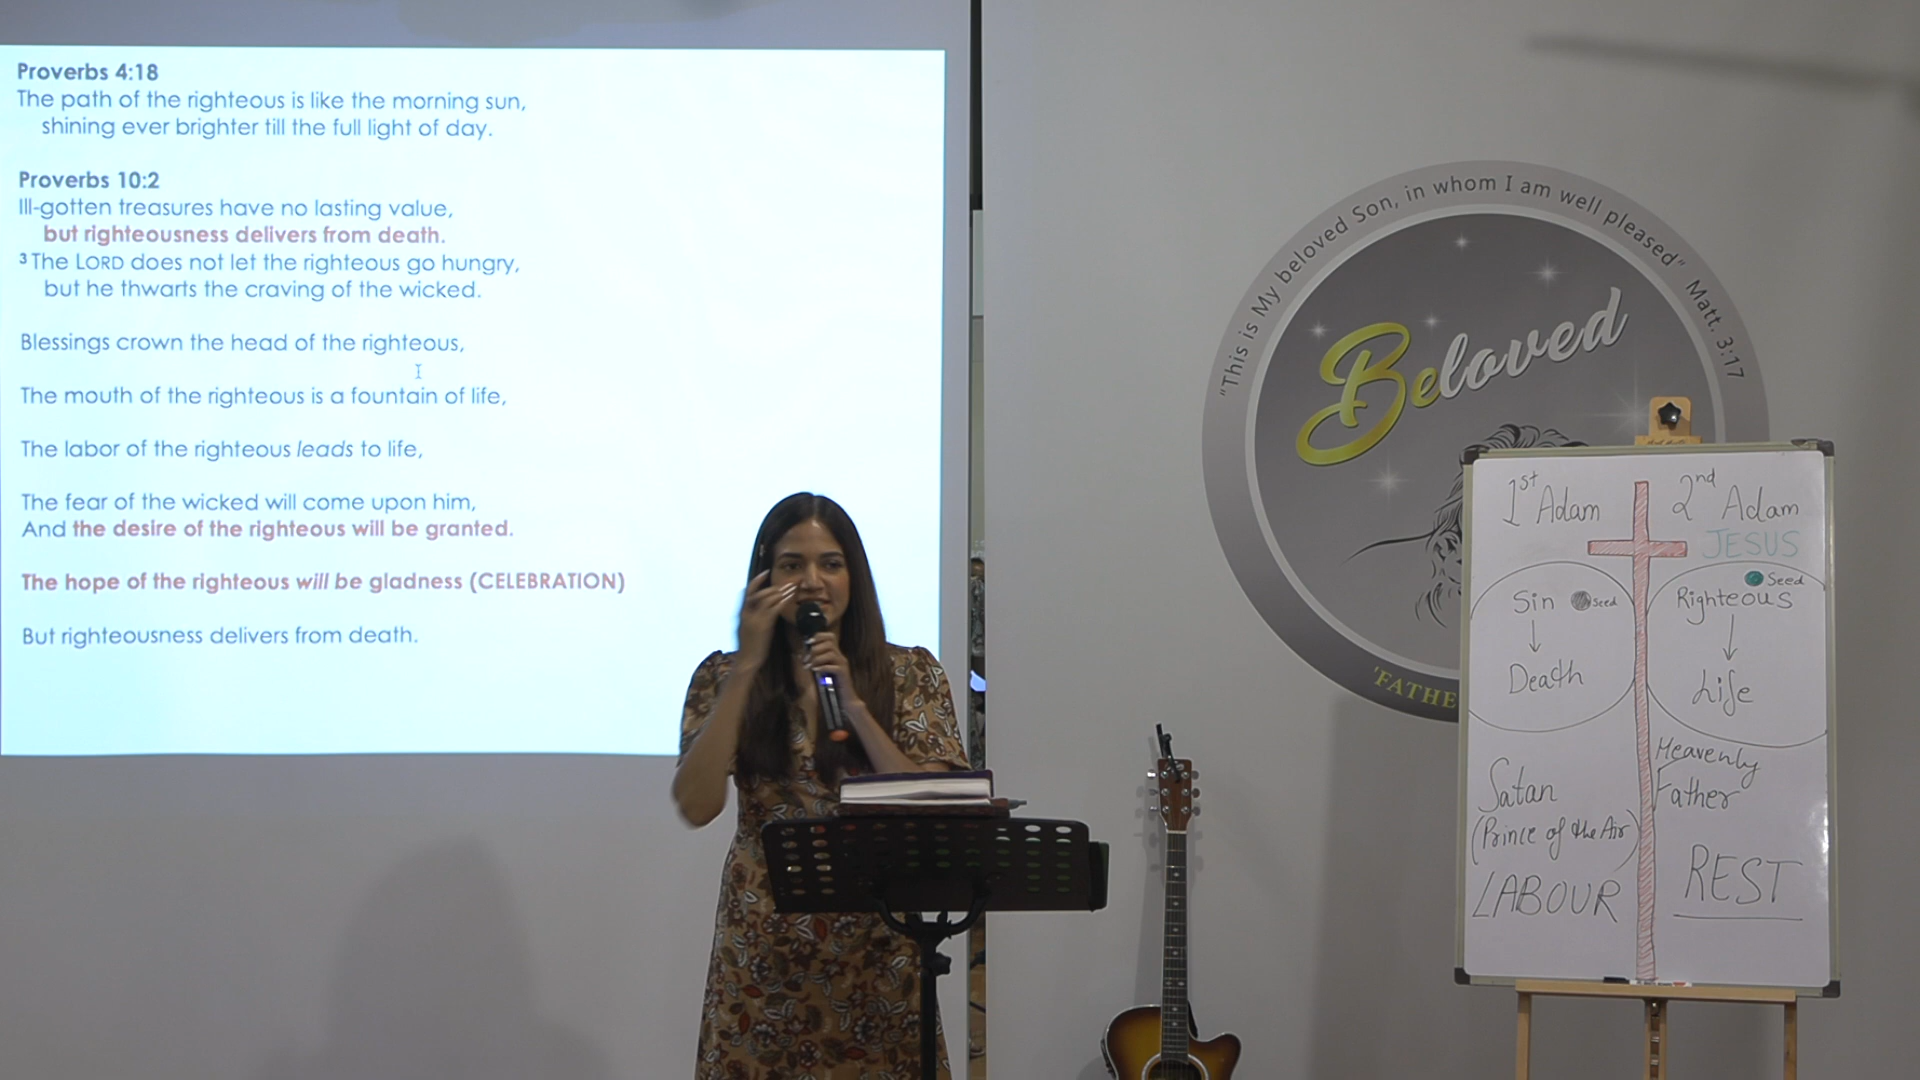 Proverbs 4:18
The path of the righteous is like the morning sun,
shining ever brighter till the full light of day.
Proverbs 10:2
Ill-gotten treasures have no lasting value,
but righteousness delivers from death.
3 The LORD does not let the righteous go hungry,
but he thwarts the craving of the wicked.
Blessings crown the head of the righteous,
The mouth of the righteous is a fountain of life,
The labor of the righteous leads to life,
The fear of the wicked will come upon him,
And the desire of the righteous will be granted.
The hope of the righteous will be gladness (CELEBRATION)
But righteousness delivers from death.
"This is My beloved Son, in whom I am well pleased" Matt. 3:17
Beloved
'FATHE
1st Adam
Sin Seed
Death
Satan
(Prince of the Air)
LABOUR
2nd Adam
JESUS
Seed
Righteous
Life
Heavenly
Father
REST